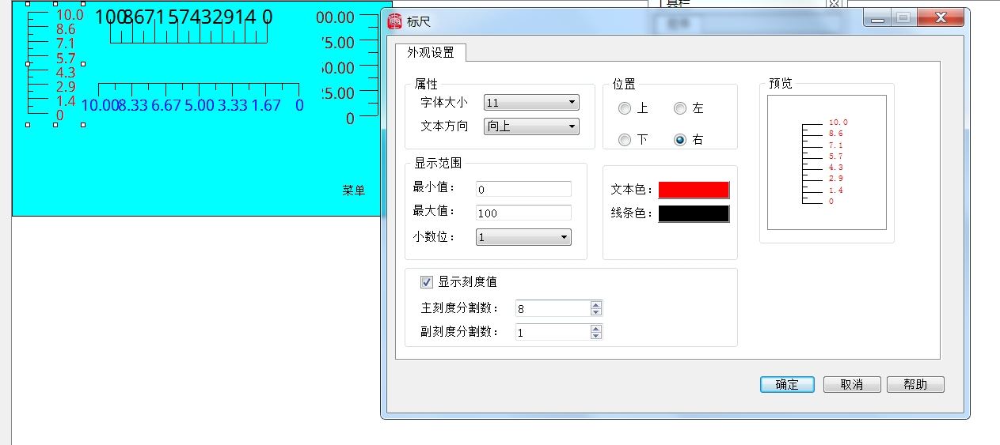 10.0
8.6
7.1
5.7
4.3
2.9
1.4
0
100867157432914 0
10.00 8.33 6.67 5.00 3.33 1.67 0
00.00
75.00
50.00
25.00
0
菜单
标尺
外观设置
属性
字体大小 11
文本方向 向上
位置
上 左
下 右
显示范围
最小值: 0
最大值: 100
小数位: 1
文本色:
线条色:
显示刻度值
主刻度分割数: 8
副刻度分割数: 1
预览
10.0
8.6
7.1
5.7
4.3
2.9
1.4
0
确定 取消 帮助